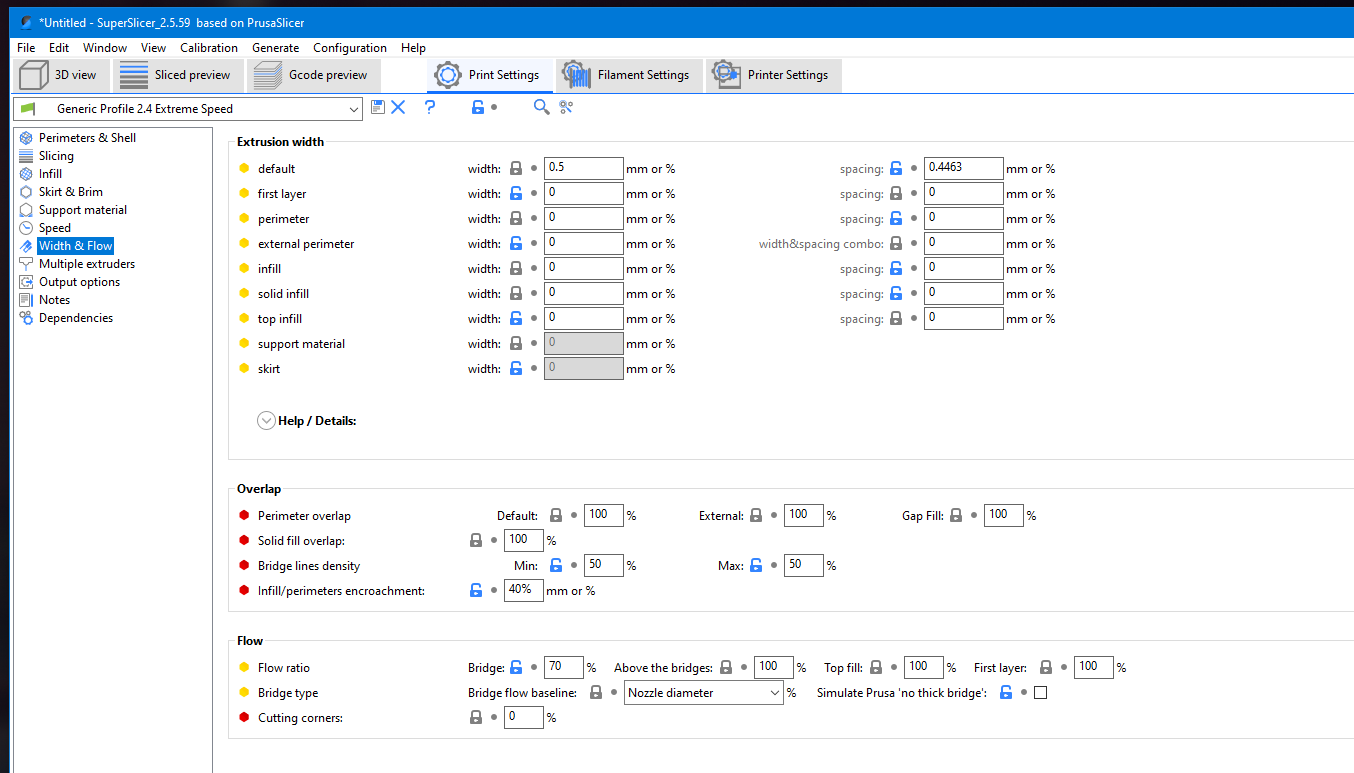 *Untitled - SuperSlicer_2.5.59 based on PrusaSlicer
File Edit Window View Calibration Generate Configuration Help
3D view Sliced preview Gcode preview Print Settings Filament Settings Printer Settings
Generic Profile 2.4 Extreme Speed ?
Perimeters & Shell
Slicing
Infill
Skirt & Brim
Support material
Speed
Width & Flow
Multiple extruders
Output options
Notes
Dependencies
Extrusion width
default width: 0.5 mm or % spacing: 0.4463 mm or %
first layer width: 0 mm or % spacing: 0 mm or %
perimeter width: 0 mm or % spacing: 0 mm or %
external perimeter width: 0 mm or % width&spacing combo: 0 mm or %
infill width: 0 mm or % spacing: 0 mm or %
solid infill width: 0 mm or % spacing: 0 mm or %
top infill width: 0 mm or % spacing: 0 mm or %
support material width: 0 mm or %
skirt width: 0 mm or %
Help / Details:
Overlap
Perimeter overlap Default: 100 % External: 100 % Gap Fill: 100 %
Solid fill overlap: 100 %
Bridge lines density Min: 50 % Max: 50 %
Infill/perimeters encroachment: 40% mm or %
Flow
Flow ratio Bridge: 70 % Above the bridges: 100 % Top fill: 100 % First layer: 100 %
Bridge type Bridge flow baseline: Nozzle diameter % Simulate Prusa 'no thick bridge':
Cutting corners: 0 %